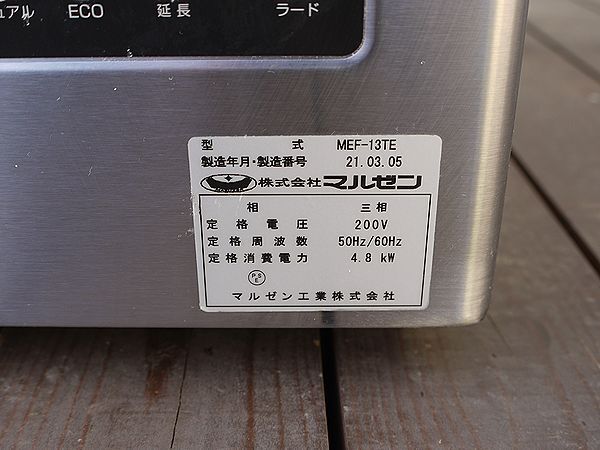 ュアル ECO 延長 ラード
型式 MEF-13TE
製造年月・製造番号 21.03.05
株式会社マルゼン
相 三相
定格電圧 200V
定格周波数 50Hz/60Hz
定格消費電力 4.8 kW
PSE
マルゼン工業株式会社